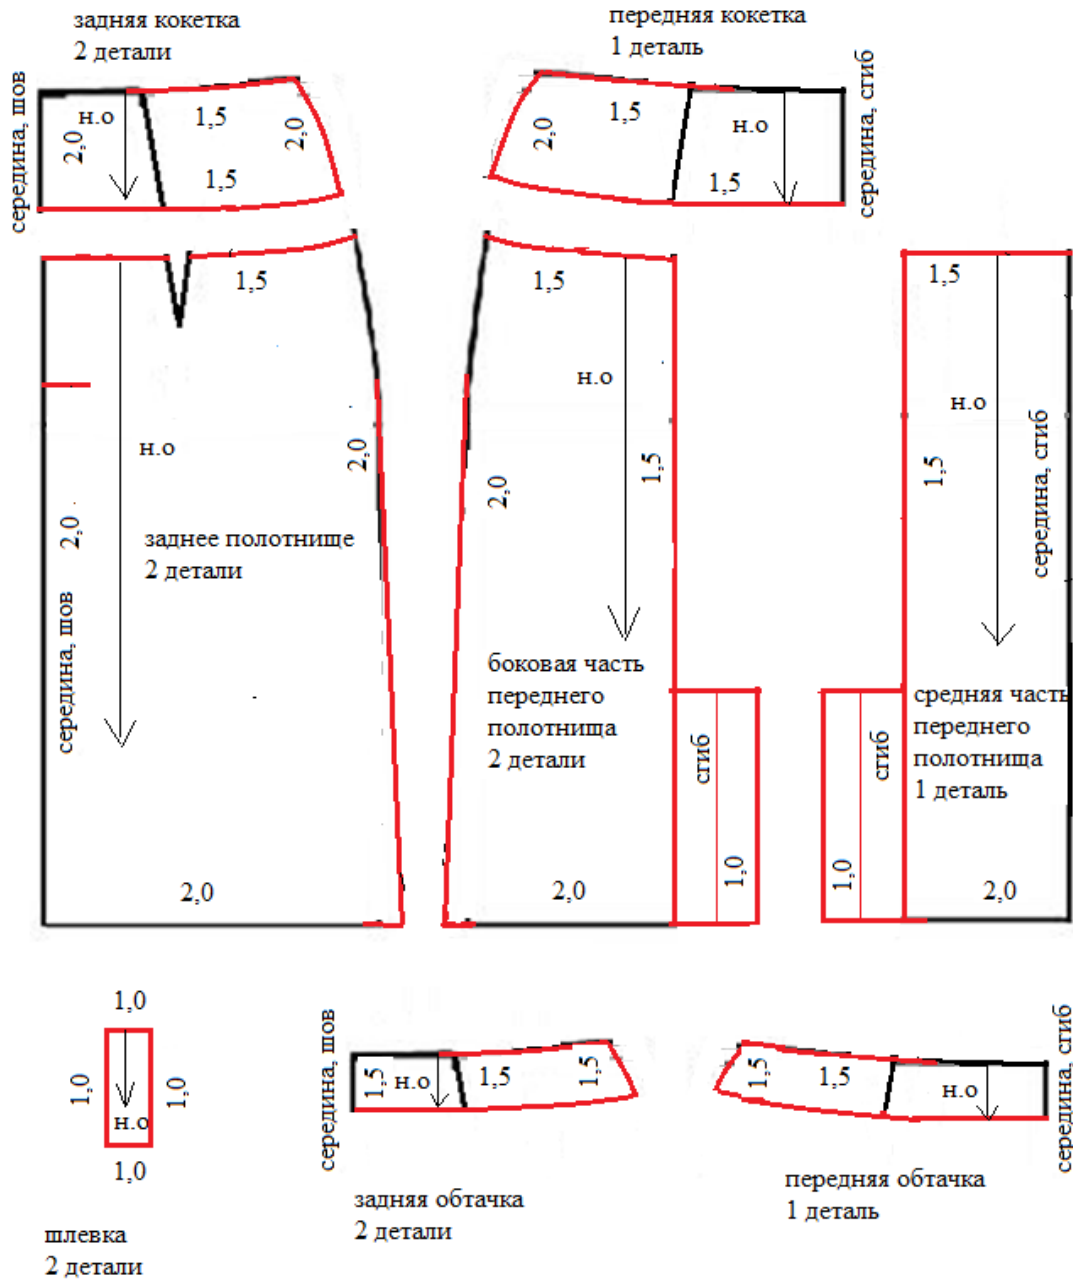 задняя кокетка
2 детали
передняя кокетка
1 деталь
середина, шов
2,0
н.о
1,5
2,0
1,5
2,0
1,5
н.о
1,5
середина, сгиб
1,5
1,5
1,5
н.о
н.о
н.о
2,0
2,0
2,0
1,5
1,5
середина, сгиб
заднее полотнище
2 детали
середина, шов
боковая часть
переднего
полотнища
2 детали
сгиб
сгиб
средняя часть
переднего
полотнища
1 деталь
1,0
1,0
2,0
2,0
2,0
1,0
1,0
1,0
н.о
1,0
шлевка
2 детали
середина, шов
1,5
н.о
1,5
1,5
задняя обтачка
2 детали
1,5
1,5
н.о
середина, сгиб
передняя обтачка
1 деталь